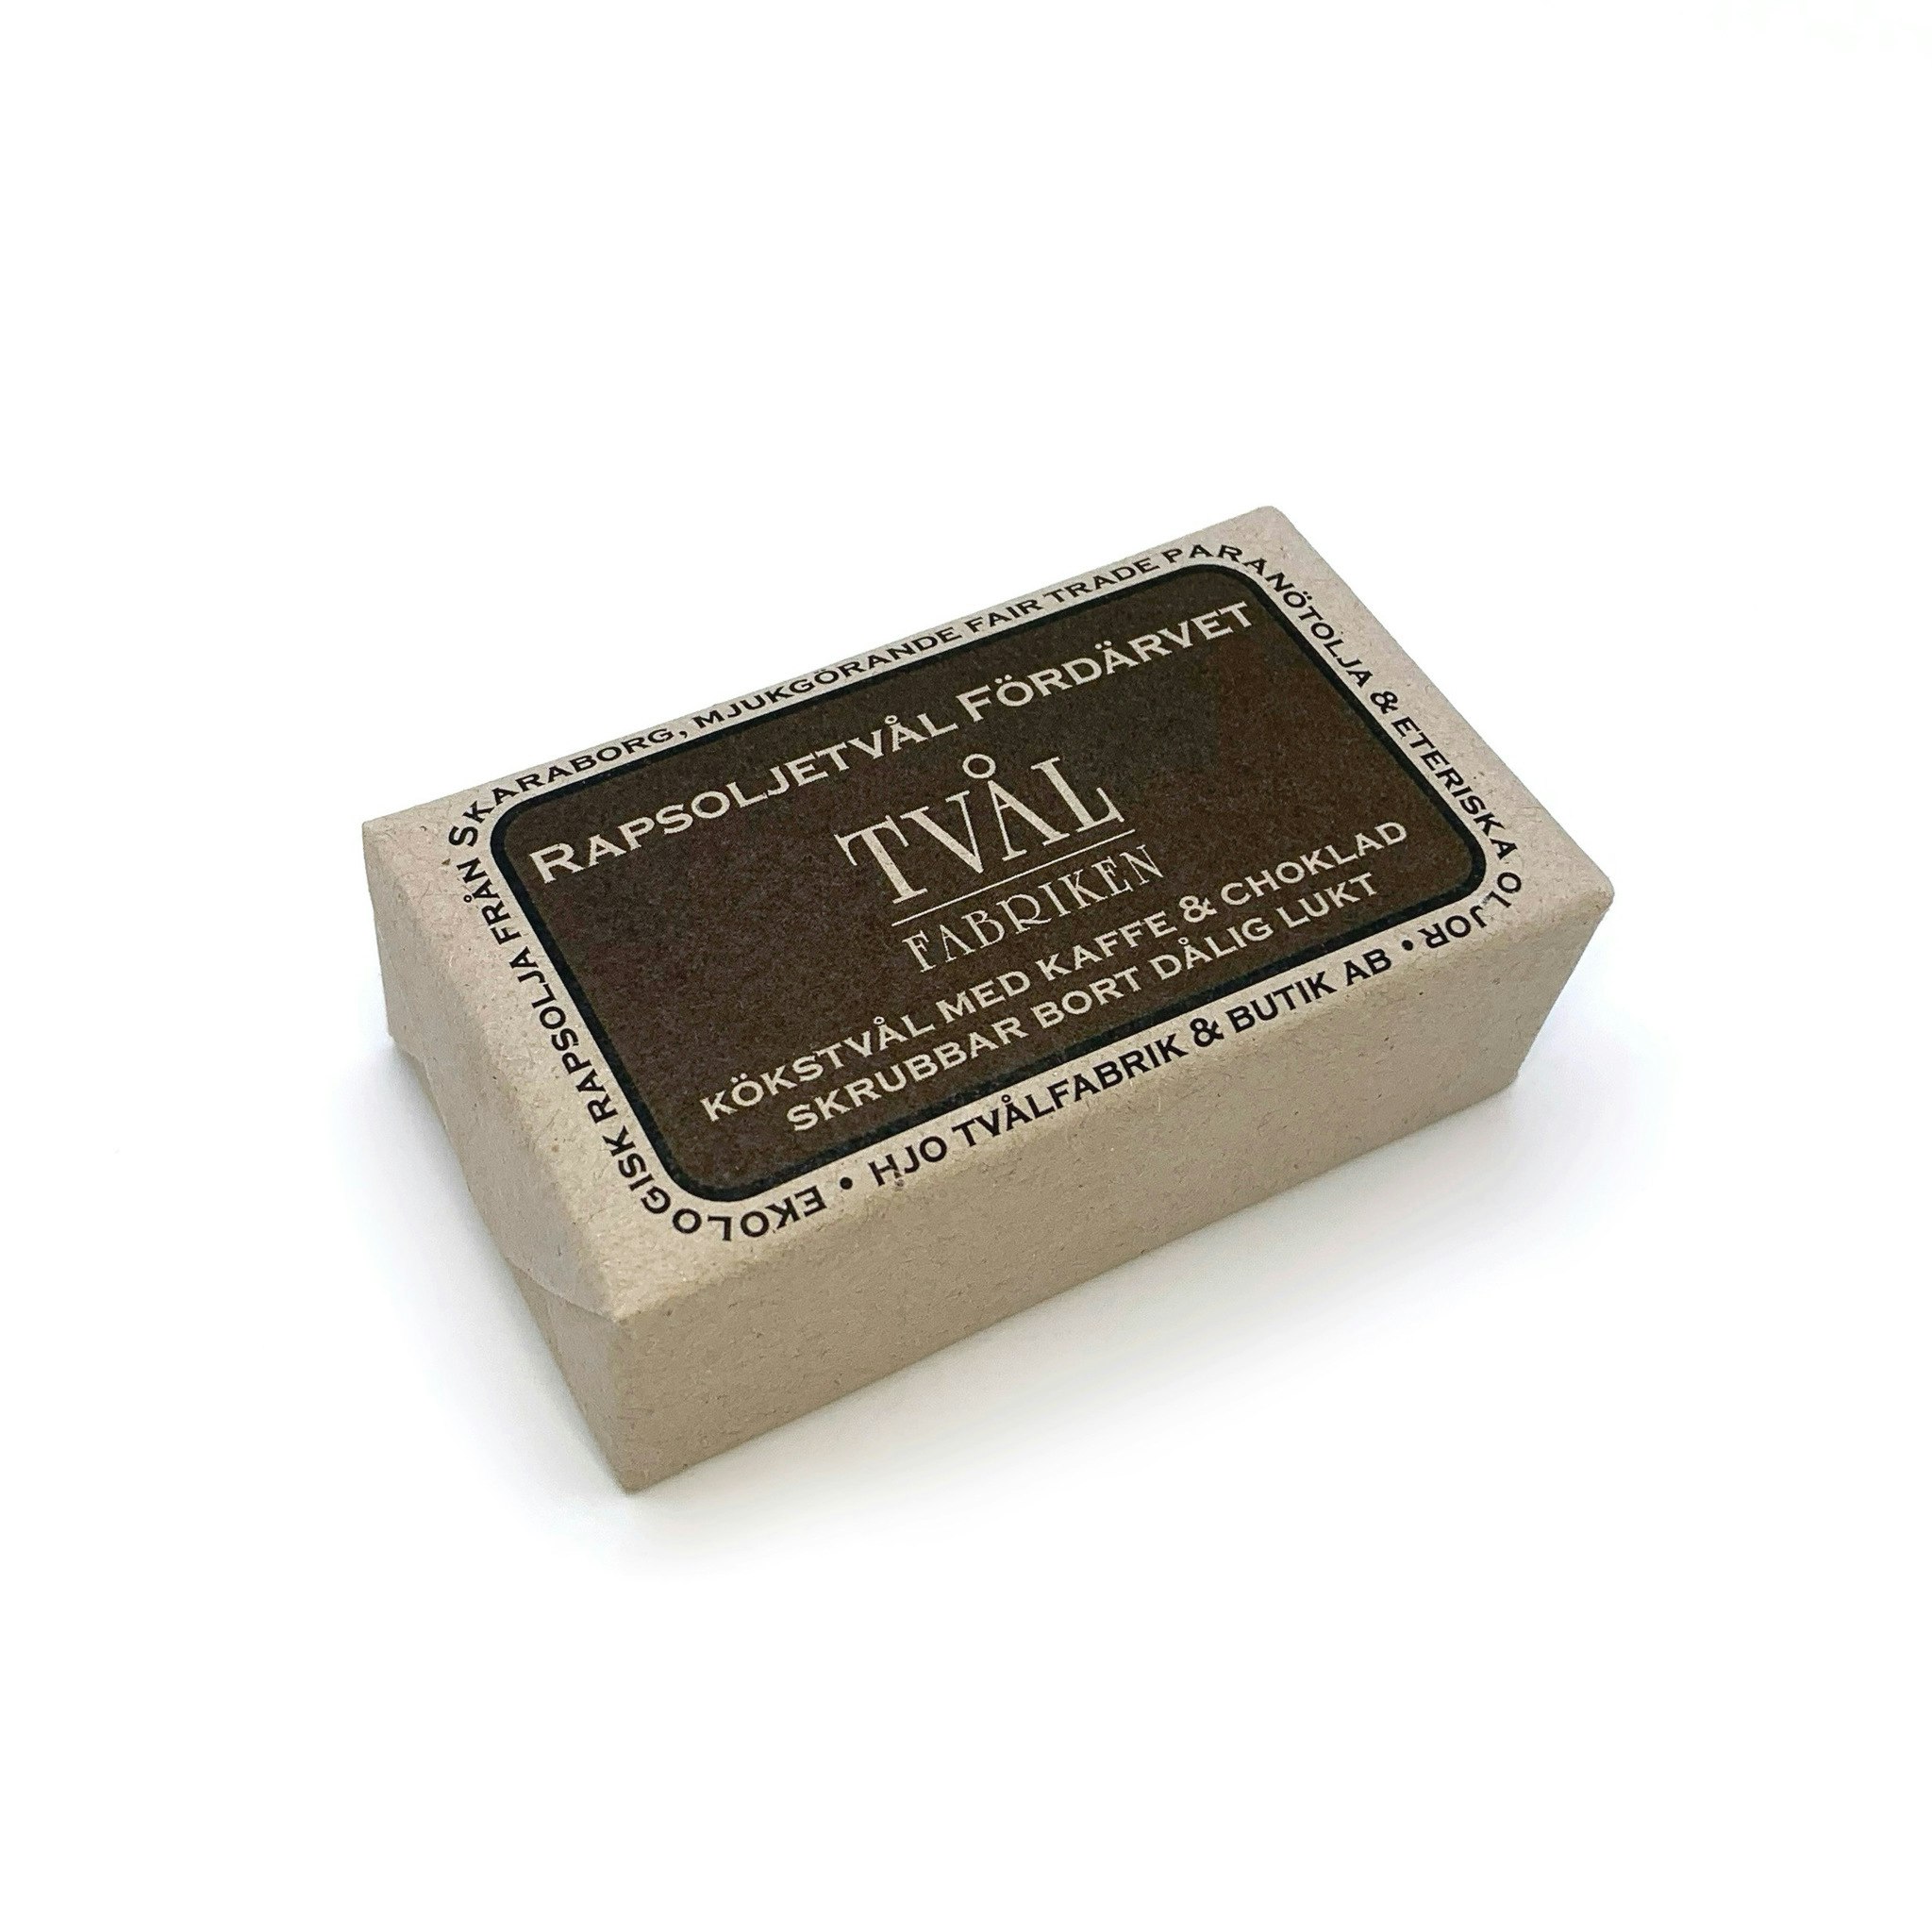 RAPSOLJETVÅL FÖRDÄRVET
TVÅL
FABRIKEN
KÖKSTVÅL MED KAFFE & CHOKLAD
SKRUBBAR BORT DÅLIG LUKT
EKOLOGISK RAPSOLJA FRÅN SKARABORG, MJUKGÖRANDE FAIR TRADE PARANÖTOLJA & ETERISKA OLJOR •
HJO TVÅLFABRIK & BUTIK AB •